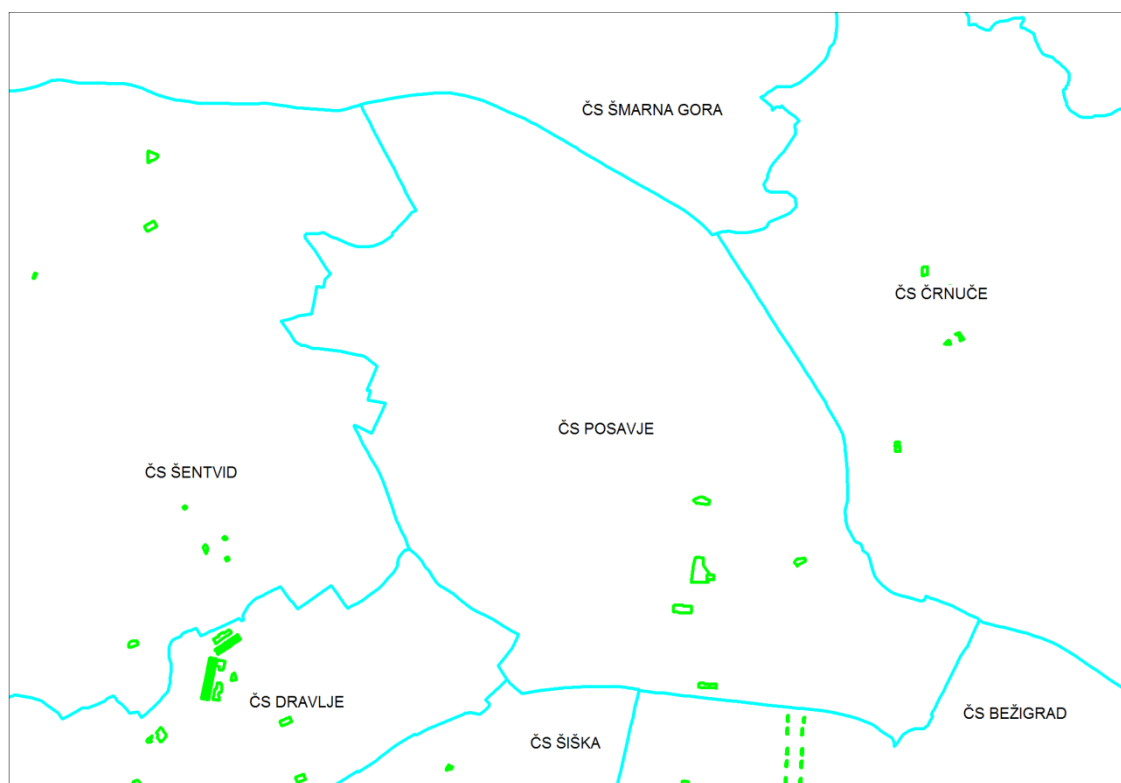 ČS ŠMARNA GORA
ČS ČRNUČE
ČS POSAVJE
ČS ŠENTVID
ČS DRAVLJE
ČS BEŽIGRAD
ČS ŠIŠKA